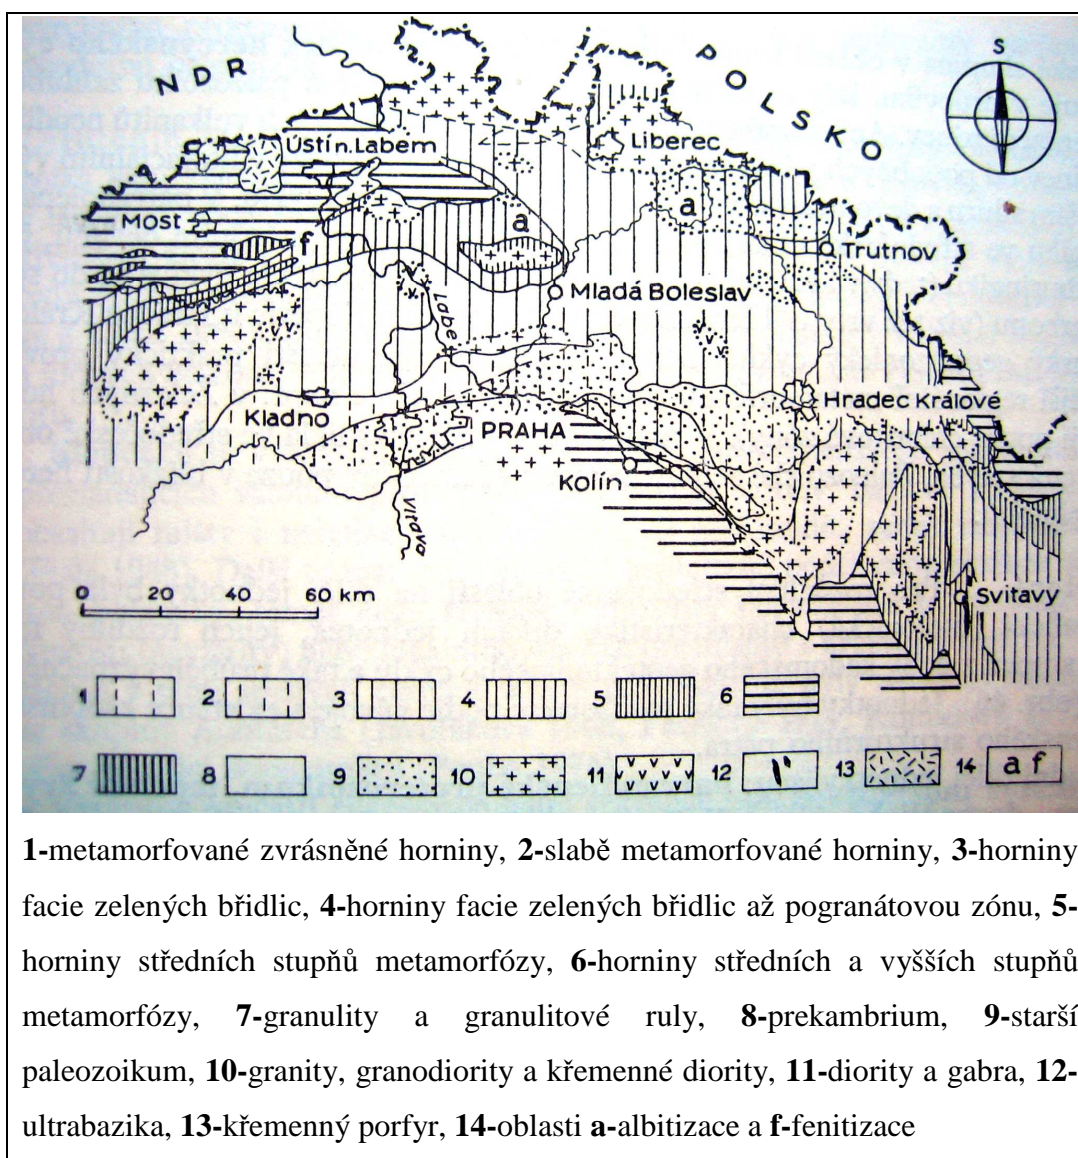 NDR
POLSKO
S
Ústí n. Labem
Liberec
Most
f
a
a
Trutnov
Mladá Boleslav
Labe
Kladno
PRAHA
Hradec Králové
Kolín
Vltava
Svitavy
0 20 40 60 km
1 2 3 4 5 6
7 8 9 10 11 12 13 14 a f
1-metamorfované zvrásněné horniny, 2-slabě metamorfované horniny, 3-horniny
facie zelených břidlic, 4-horniny facie zelených břidlic až pogranátovou zónu, 5-
horniny středních stupňů metamorfózy, 6-horniny středních a vyšších stupňů
metamorfózy, 7-granulity a granulitové ruly, 8-prekambrium, 9-starší
paleozoikum, 10-granity, granodiority a křemenné diority, 11-diority a gabra, 12-
ultrabazika, 13-křemenný porfyr, 14-oblasti a-albitizace a f-fenitizace